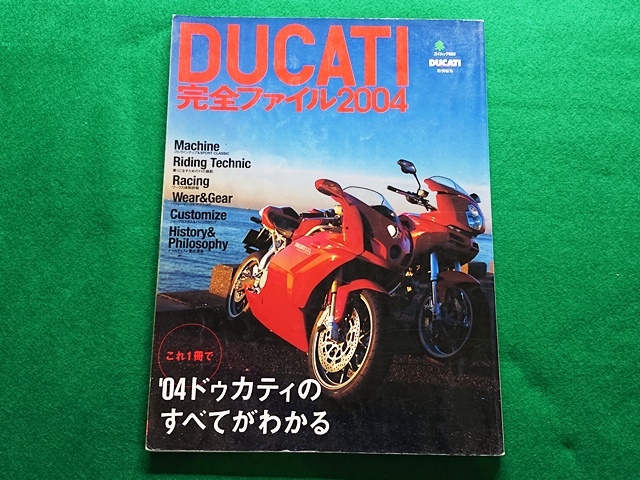 DUCATI
完全ファイル2004
DUCATI
Machine
Riding Technic
Racing
Wear&Gear
Customize
History&
Philosophy
これ1冊で
'04ドゥカティの
すべてがわかる